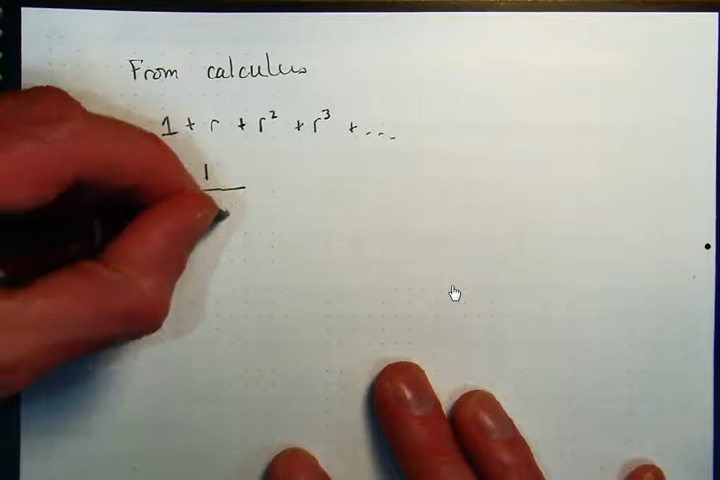 From calculus
1 + r + r² + r³ + ...
1